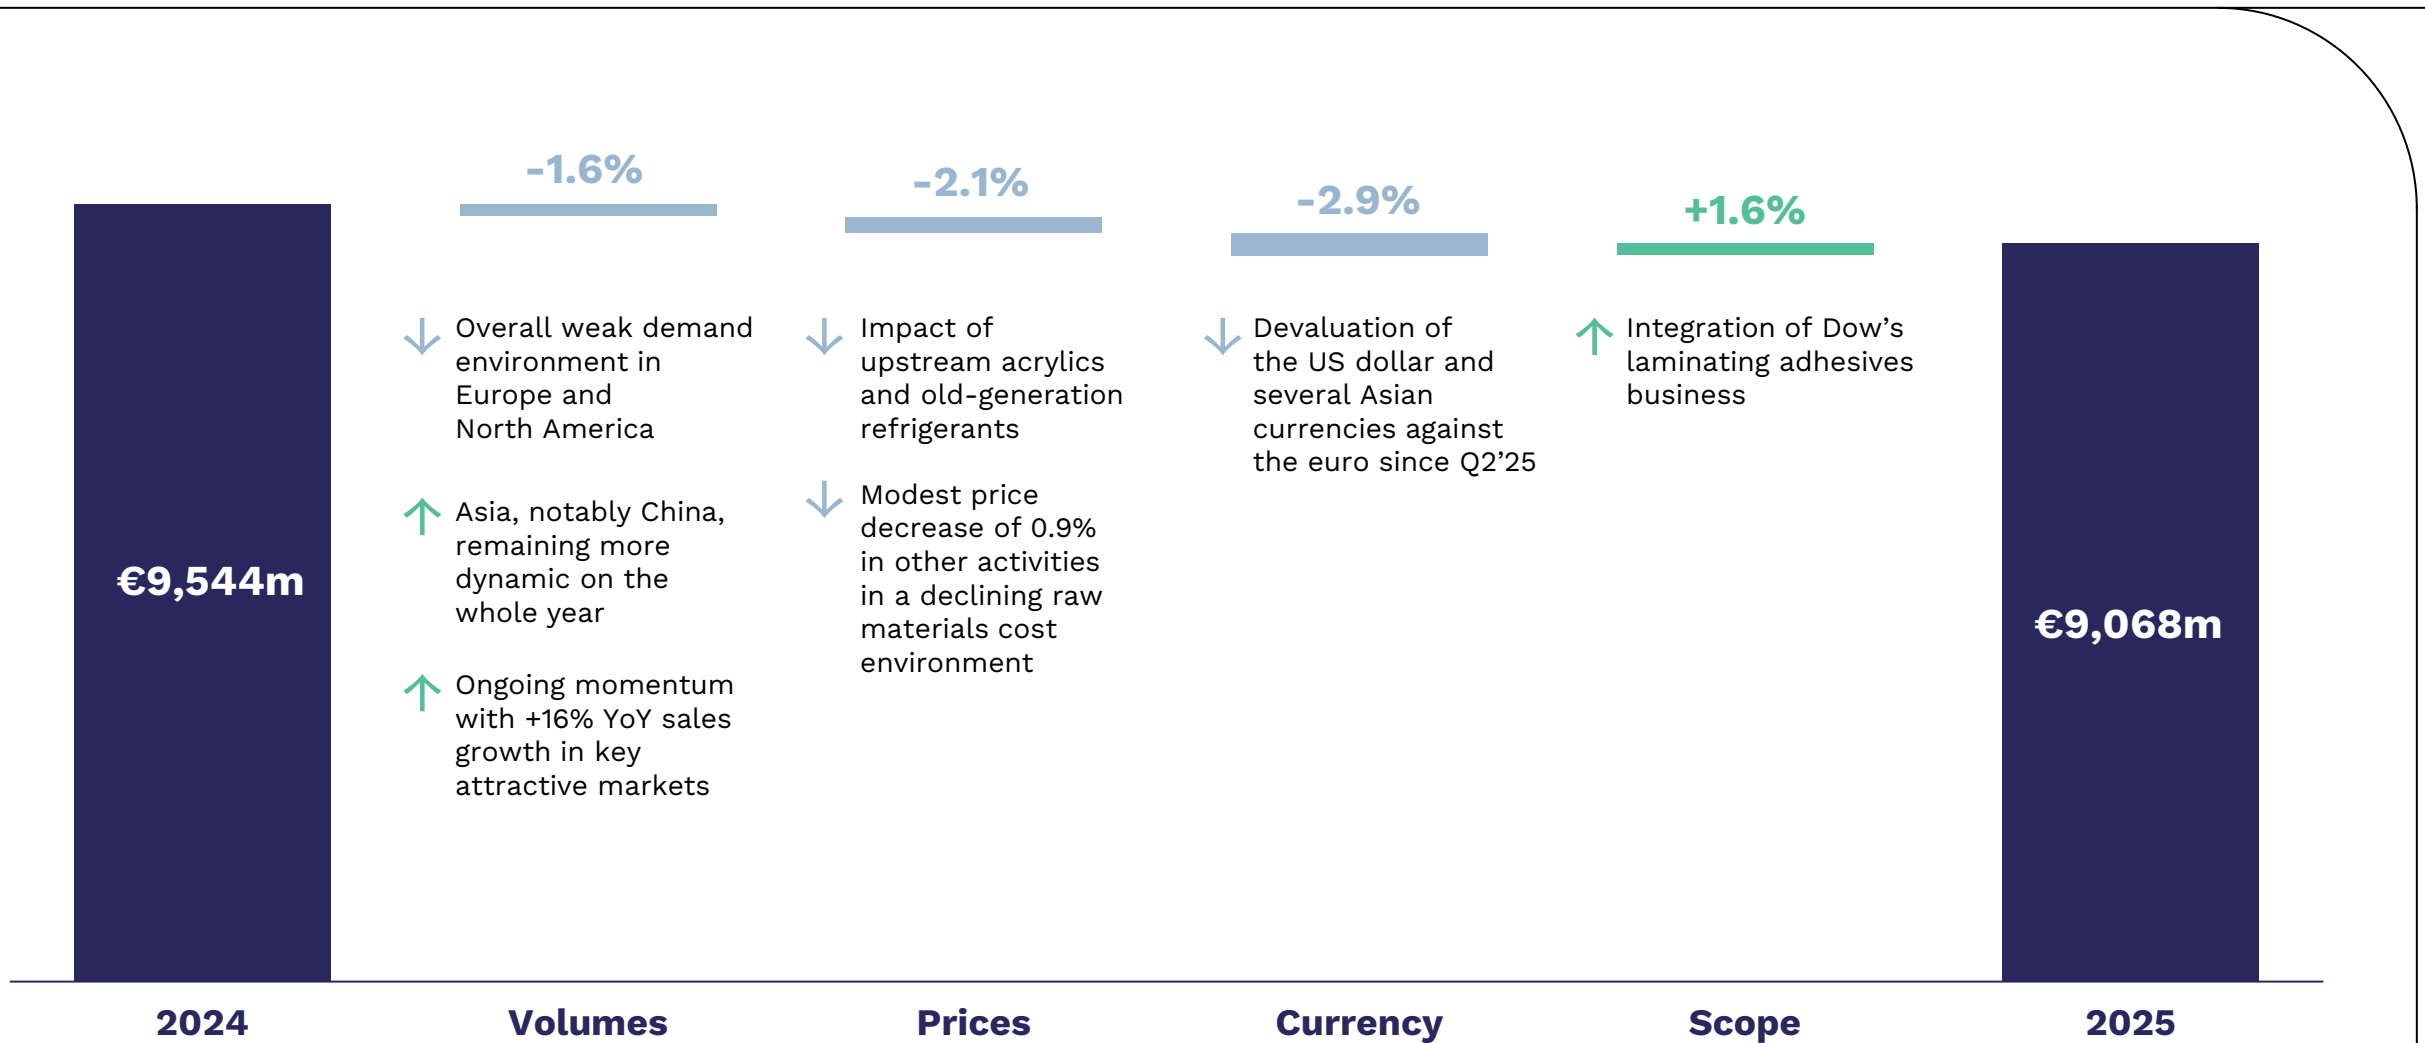 -1.6%
-2.1%
-2.9%
+1.6%
Overall weak demand
environment in
Europe and
North America
Asia, notably China,
remaining more
dynamic on the
whole year
Ongoing momentum
with +16% YoY sales
growth in key
attractive markets
Impact of
upstream acrylics
and old-generation
refrigerants
Modest price
decrease of 0.9%
in other activities
in a declining raw
materials cost
environment
Devaluation of
the US dollar and
several Asian
currencies against
the euro since Q2’25
Integration of Dow’s
laminating adhesives
business
€9,544m
€9,068m
2024
Volumes
Prices
Currency
Scope
2025